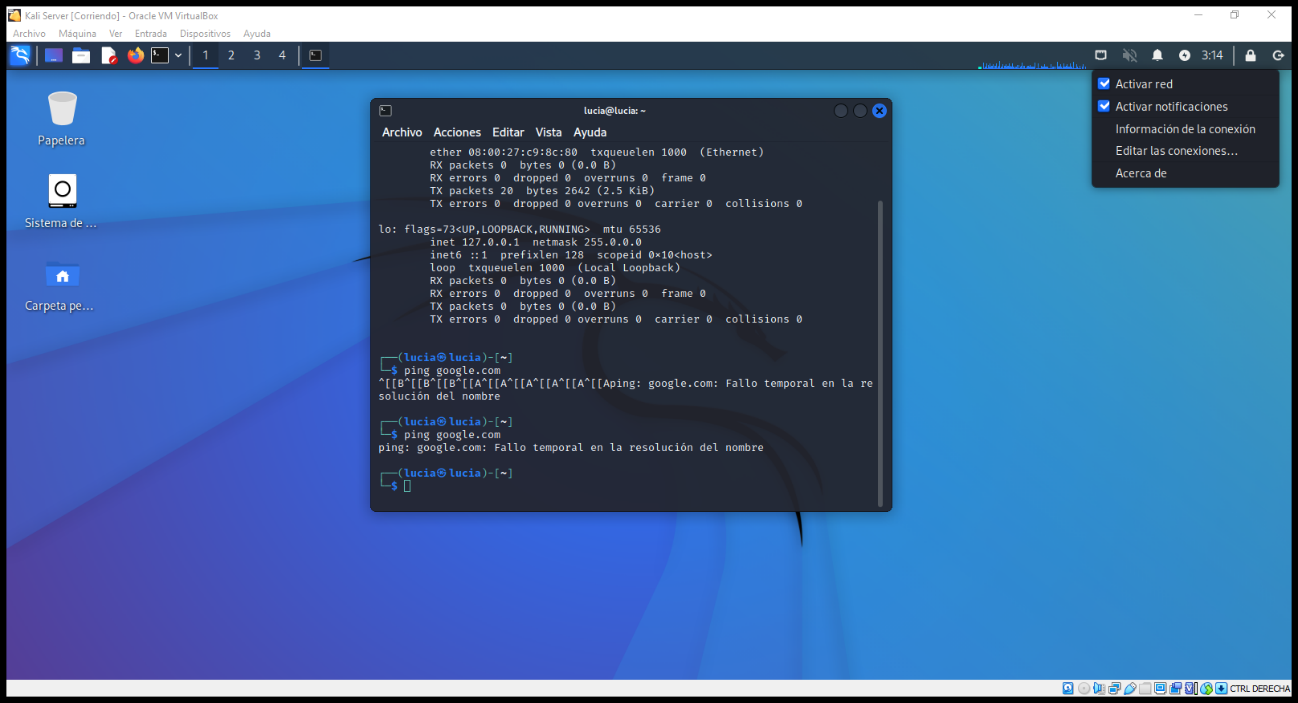 Kali Server [Corriendo] - Oracle VM VirtualBox
Archivo Máquina Ver Entrada Dispositivos Ayuda
1 2 3 4
3:14
Activar red
Activar notificaciones
Información de la conexión
Editar las conexiones...
Acerca de
Papelera
Sistema de ...
Carpeta pe...
lucia@lucia: ~
Archivo Acciones Editar Vista Ayuda
ether 08:00:27:c9:8c:80 txqueuelen 1000 (Ethernet)
RX packets 0 bytes 0 (0.0 B)
RX errors 0 dropped 0 overruns 0 frame 0
TX packets 20 bytes 2642 (2.5 KiB)
TX errors 0 dropped 0 overruns 0 carrier 0 collisions 0
lo: flags=73<UP,LOOPBACK,RUNNING> mtu 65536
inet 127.0.0.1 netmask 255.0.0.0
inet6 ::1 prefixlen 128 scopeid 0×10<host>
loop txqueuelen 1000 (Local Loopback)
RX packets 0 bytes 0 (0.0 B)
RX errors 0 dropped 0 overruns 0 frame 0
TX packets 0 bytes 0 (0.0 B)
TX errors 0 dropped 0 overruns 0 carrier 0 collisions 0
┌──(lucia㉿lucia)-[~]
└─$ ping google.com
^[[B^[[B^[[B^[[A^[[A^[[A^[[A^[[A^[[Aping: google.com: Fallo temporal en la re
solución del nombre
┌──(lucia㉿lucia)-[~]
└─$ ping google.com
ping: google.com: Fallo temporal en la resolución del nombre
┌──(lucia㉿lucia)-[~]
└─$
CTRL DERECHA